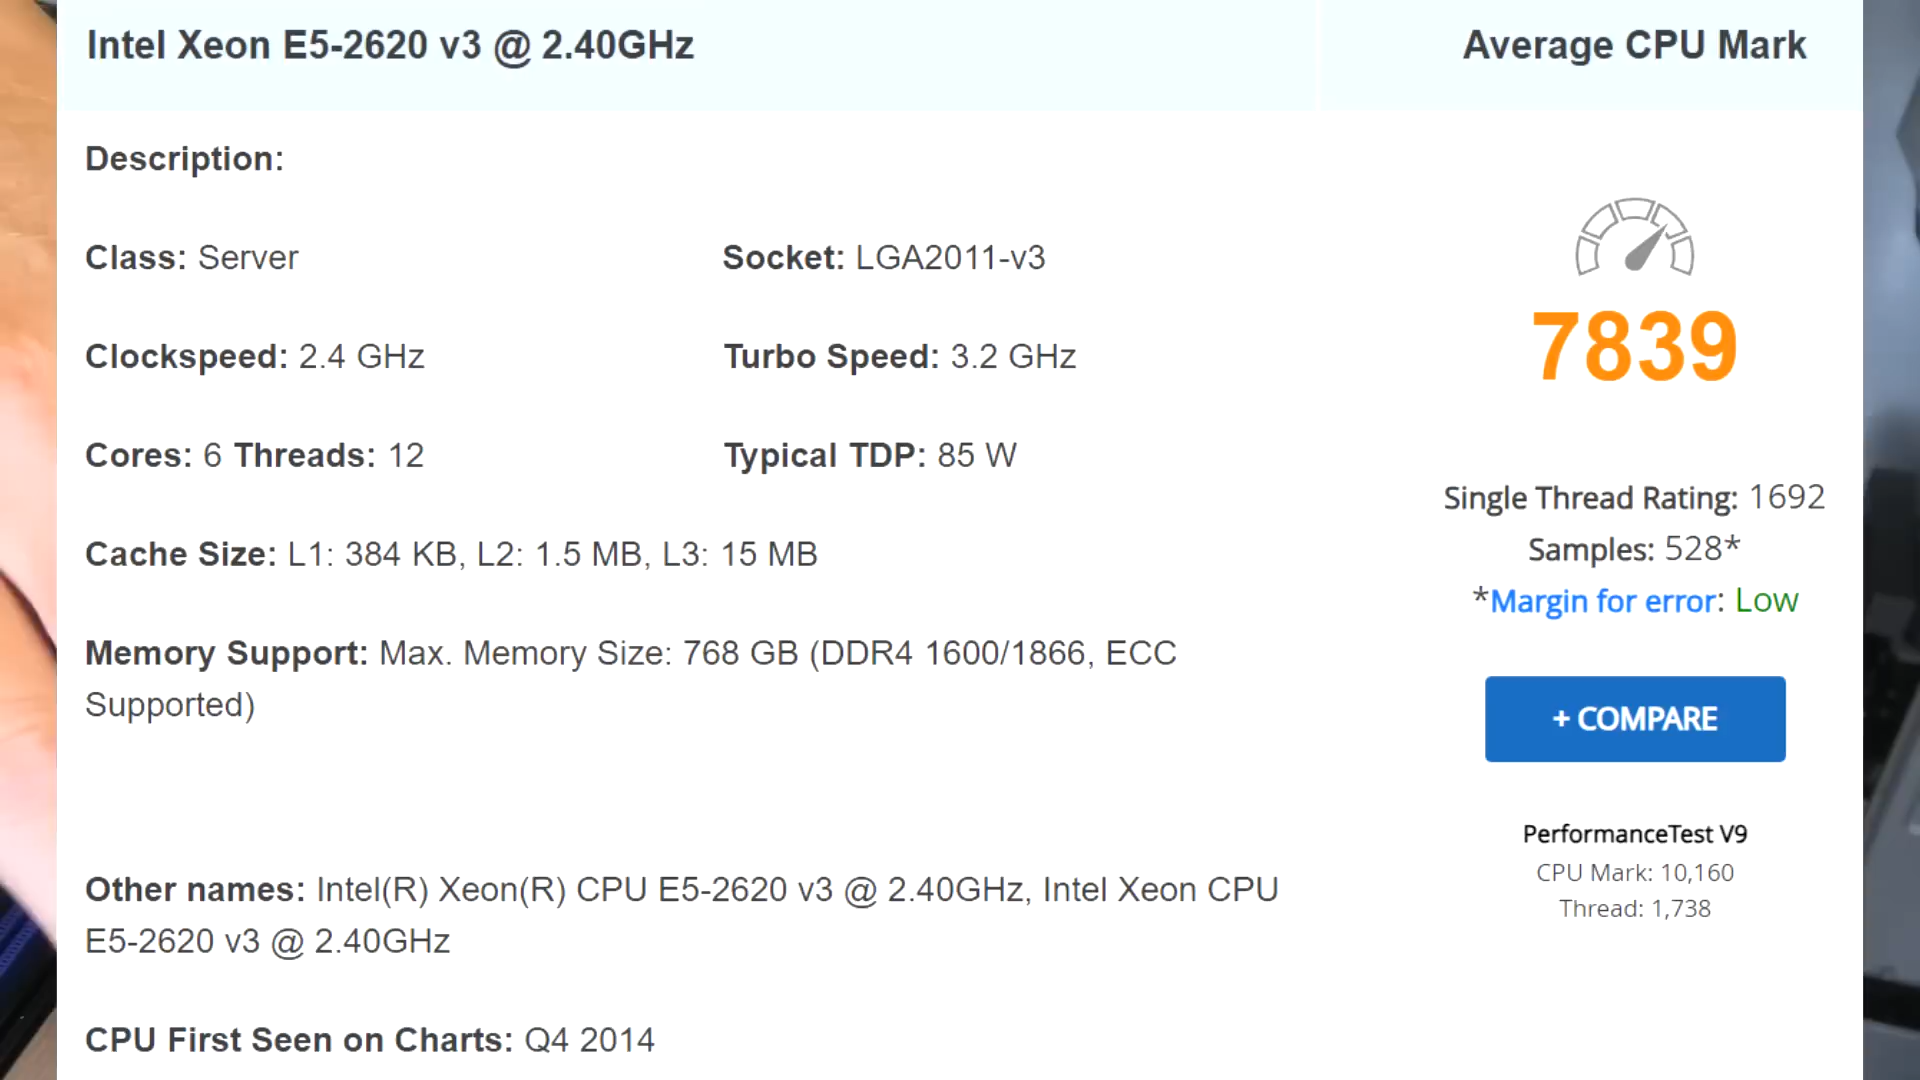 Intel Xeon E5-2620 v3 @ 2.40GHz
Average CPU Mark
Description:
Class: Server
Socket: LGA2011-v3
Clockspeed: 2.4 GHz
Turbo Speed: 3.2 GHz
Cores: 6 Threads: 12
Typical TDP: 85 W
Cache Size: L1: 384 KB, L2: 1.5 MB, L3: 15 MB
Memory Support: Max. Memory Size: 768 GB (DDR4 1600/1866, ECC
Supported)
Other names: Intel(R) Xeon(R) CPU E5-2620 v3 @ 2.40GHz, Intel Xeon CPU
E5-2620 v3 @ 2.40GHz
CPU First Seen on Charts: Q4 2014
7839
Single Thread Rating: 1692
Samples: 528*
*Margin for error: Low
+ COMPARE
PerformanceTest V9
CPU Mark: 10,160
Thread: 1,738